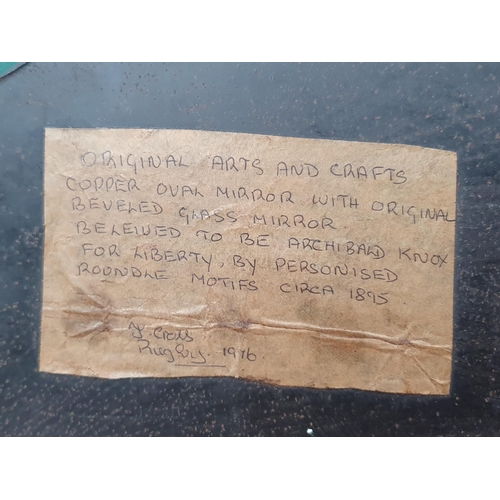 ORIGINAL ARTS AND CRAFTS
COPPER OVAL MIRROR WITH ORIGINAL
BEVELED GLASS MIRROR
BELEIVED TO BE ARCHIBALD KNOX
FOR LIBERTY, BY PERSONISED
ROUNDLE MOTIFS CIRCA 1895.
Rugby. 1976